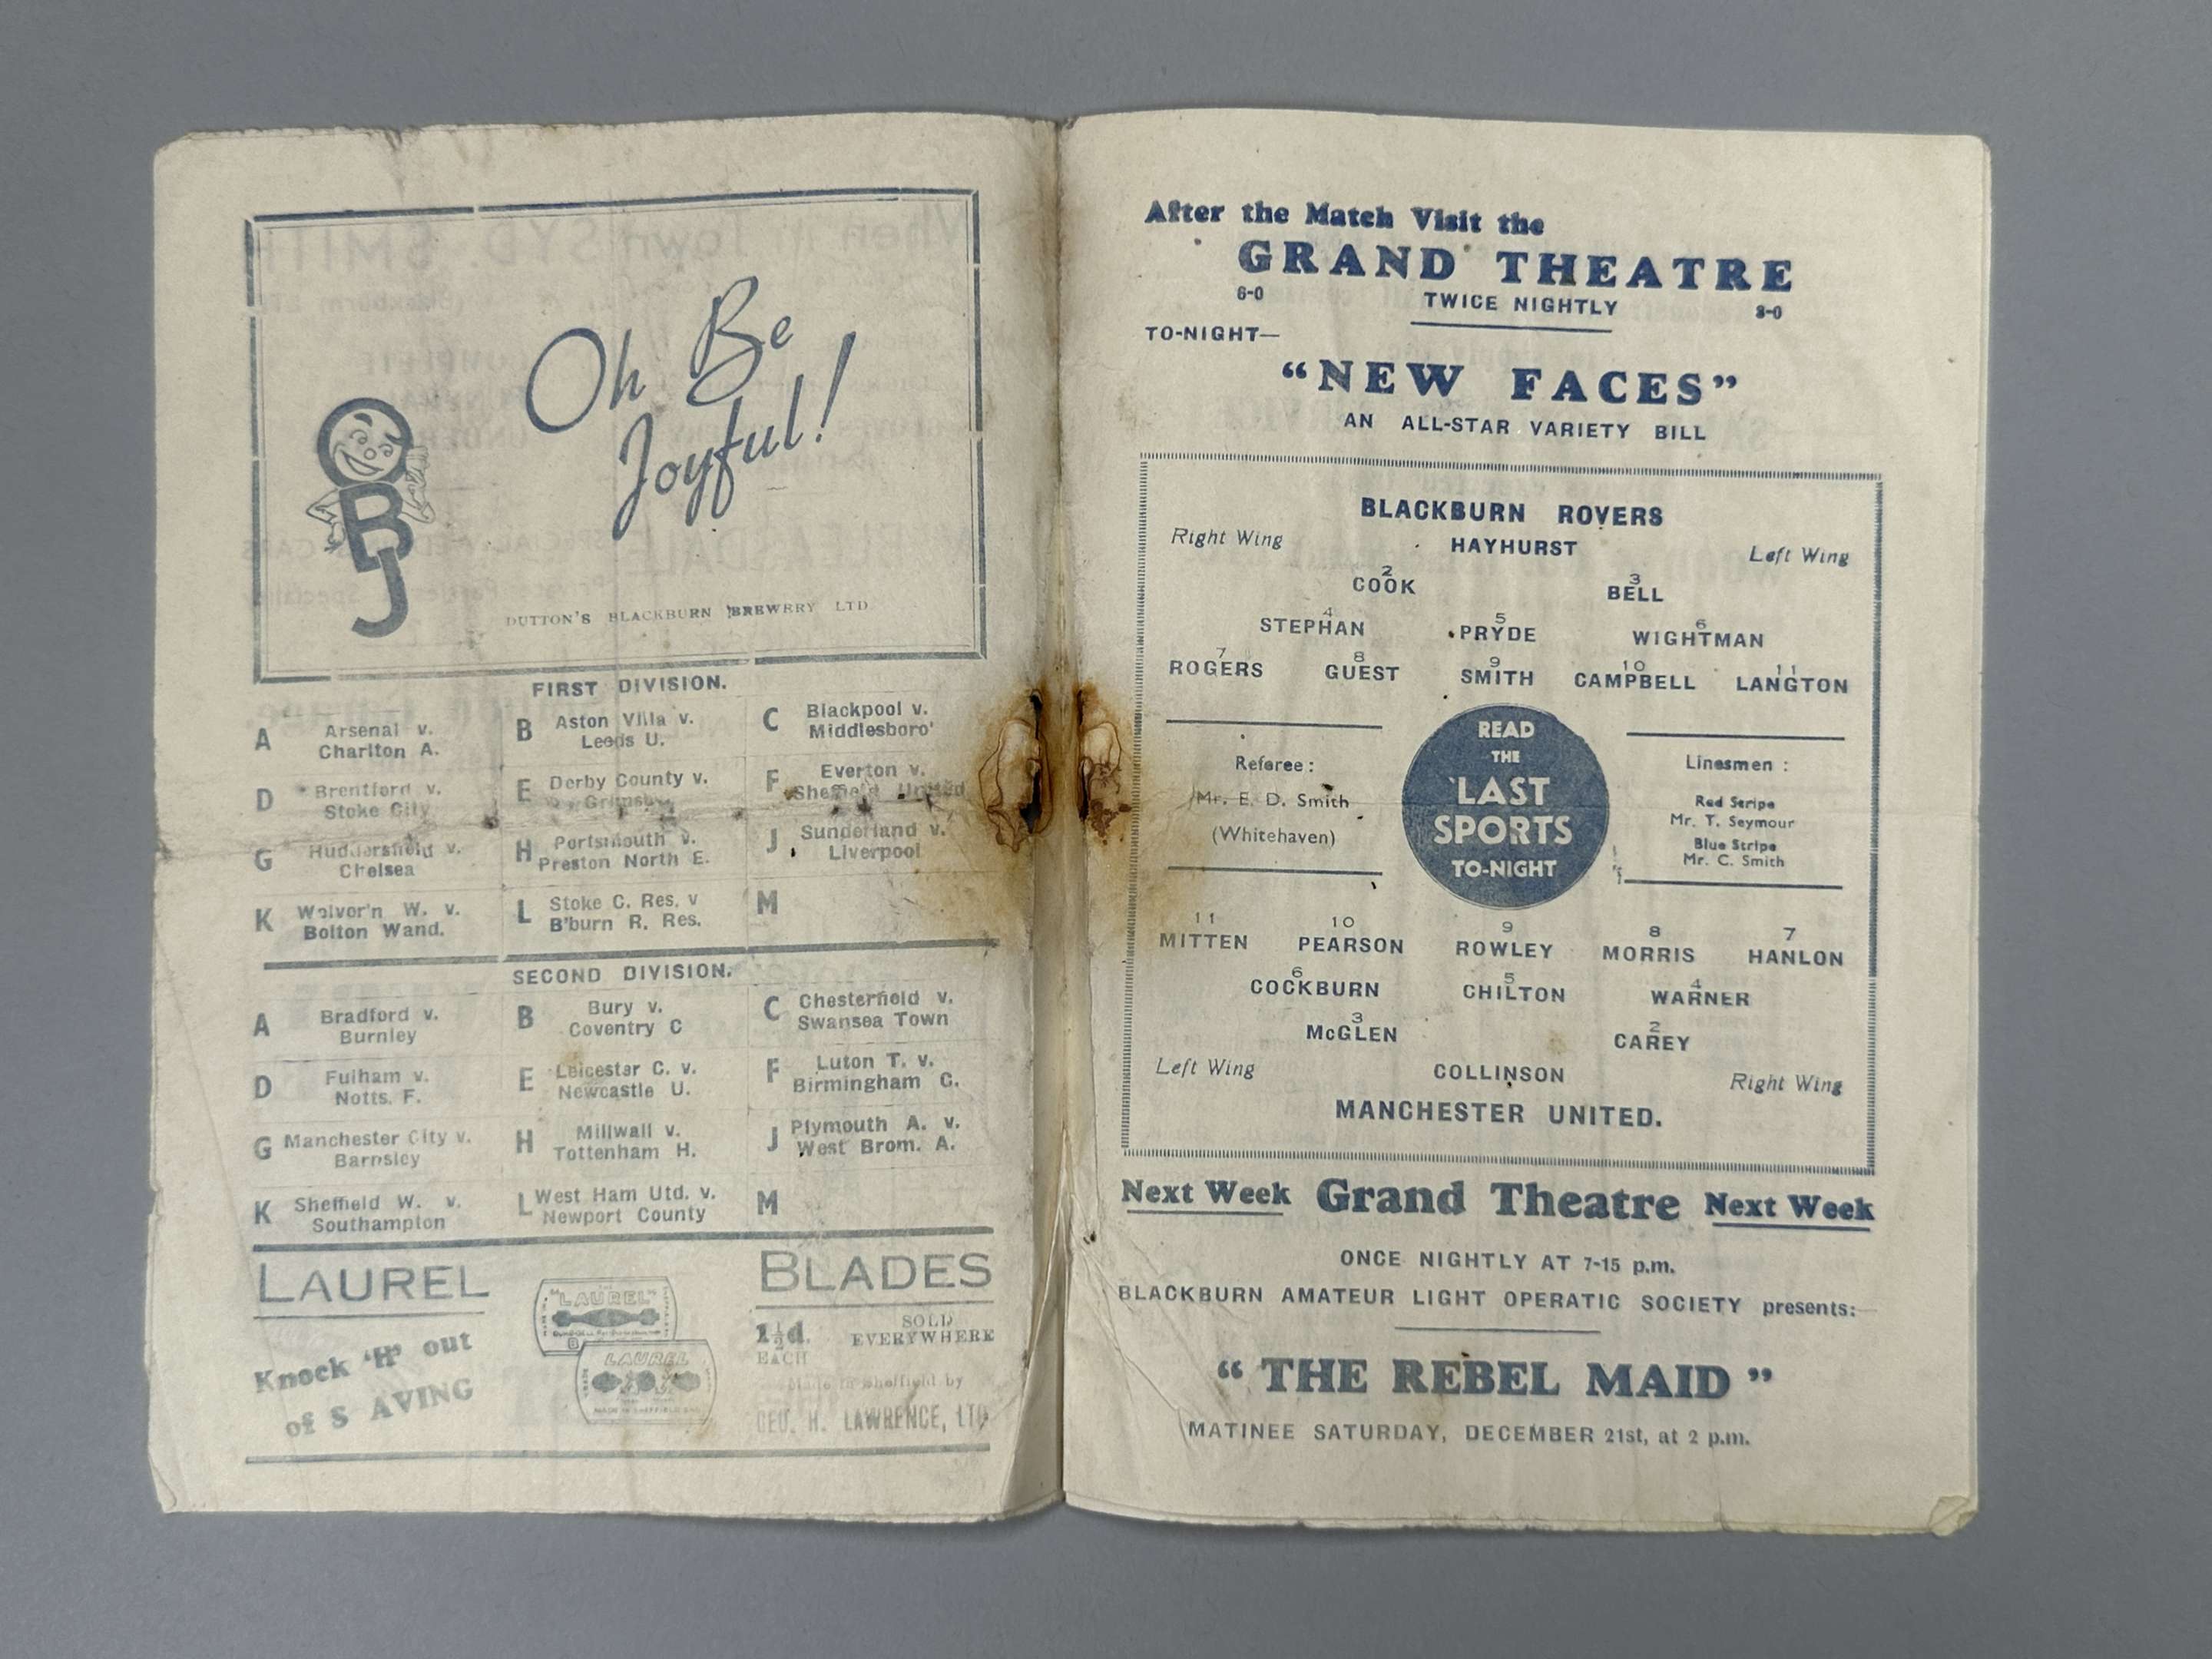 Oh Be
Joyful!
OBJ
DUTTON'S BLACKBURN BREWERY LTD
FIRST DIVISION.
A Arsenal v. Charlton A.
B Aston Villa v. Leeds U.
C Blackpool v. Middlesboro'
D Brentford v. Stoke City
E Derby County v. Grimsby
F Everton v. Sheffield United
G Huddersfield v. Chelsea
H Portsmouth v. Preston North E.
J Sunderland v. Liverpool
K Wolver'n W. v. Bolton Wand.
L Stoke C. Res. v B'burn R. Res.
M
SECOND DIVISION.
A Bradford v. Burnley
B Bury v. Coventry C
C Chesterfield v. Swansea Town
D Fulham v. Notts. F.
E Leicester C. v. Newcastle U.
F Luton T. v. Birmingham C.
G Manchester City v. Barnsley
H Millwall v. Tottenham H.
J Plymouth A. v. West Brom. A.
K Sheffield W. v. Southampton
L West Ham Utd. v. Newport County
M
LAUREL BLADES
Knock 'H' out
of S AVING
"LAUREL"
LAUREL
1½d. EACH
SOLD EVERYWHERE
Made in Sheffield by
GEO. H. LAWRENCE, LTD
After the Match Visit the
GRAND THEATRE
6-0 TWICE NIGHTLY 8-0
TO-NIGHT—
"NEW FACES"
AN ALL-STAR VARIETY BILL
BLACKBURN ROVERS
Right Wing HAYHURST Left Wing
2 3
COOK BELL
4 5 6
STEPHAN PRYDE WIGHTMAN
7 8 9 10 11
ROGERS GUEST SMITH CAMPBELL LANGTON
Referee:
Mr. E. D. Smith
(Whitehaven)
READ
THE
LAST
SPORTS
TO-NIGHT
Linesmen:
Red Stripe
Mr. T. Seymour
Blue Stripe
Mr. C. Smith
11 10 9 8 7
MITTEN PEARSON ROWLEY MORRIS HANLON
6 5 4
COCKBURN CHILTON WARNER
3 2
McGLEN CAREY
Left Wing COLLINSON Right Wing
MANCHESTER UNITED.
Next Week Grand Theatre Next Week
ONCE NIGHTLY AT 7-15 p.m.
BLACKBURN AMATEUR LIGHT OPERATIC SOCIETY presents:—
"THE REBEL MAID"
MATINEE SATURDAY, DECEMBER 21st, at 2 p.m.